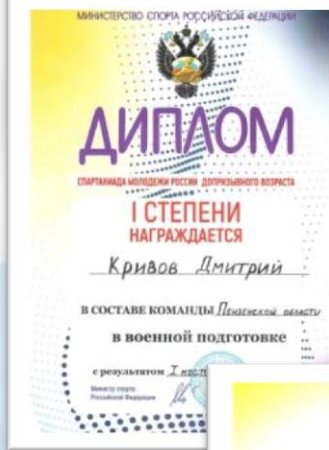 МИНИСТЕРСТВО СПОРТА РОССИЙСКОЙ ФЕДЕРАЦИИ
ДИПЛОМ
СПАРТАКИАДА МОЛОДЕЖИ РОССИИ ДОПРИЗЫВНОГО ВОЗРАСТА
I СТЕПЕНИ
НАГРАЖДАЕТСЯ
Кривов Дмитрий
В СОСТАВЕ КОМАНДЫ Пензенской области
в военной подготовке
с результатом I мест
Министр спорта
Российской Федерации